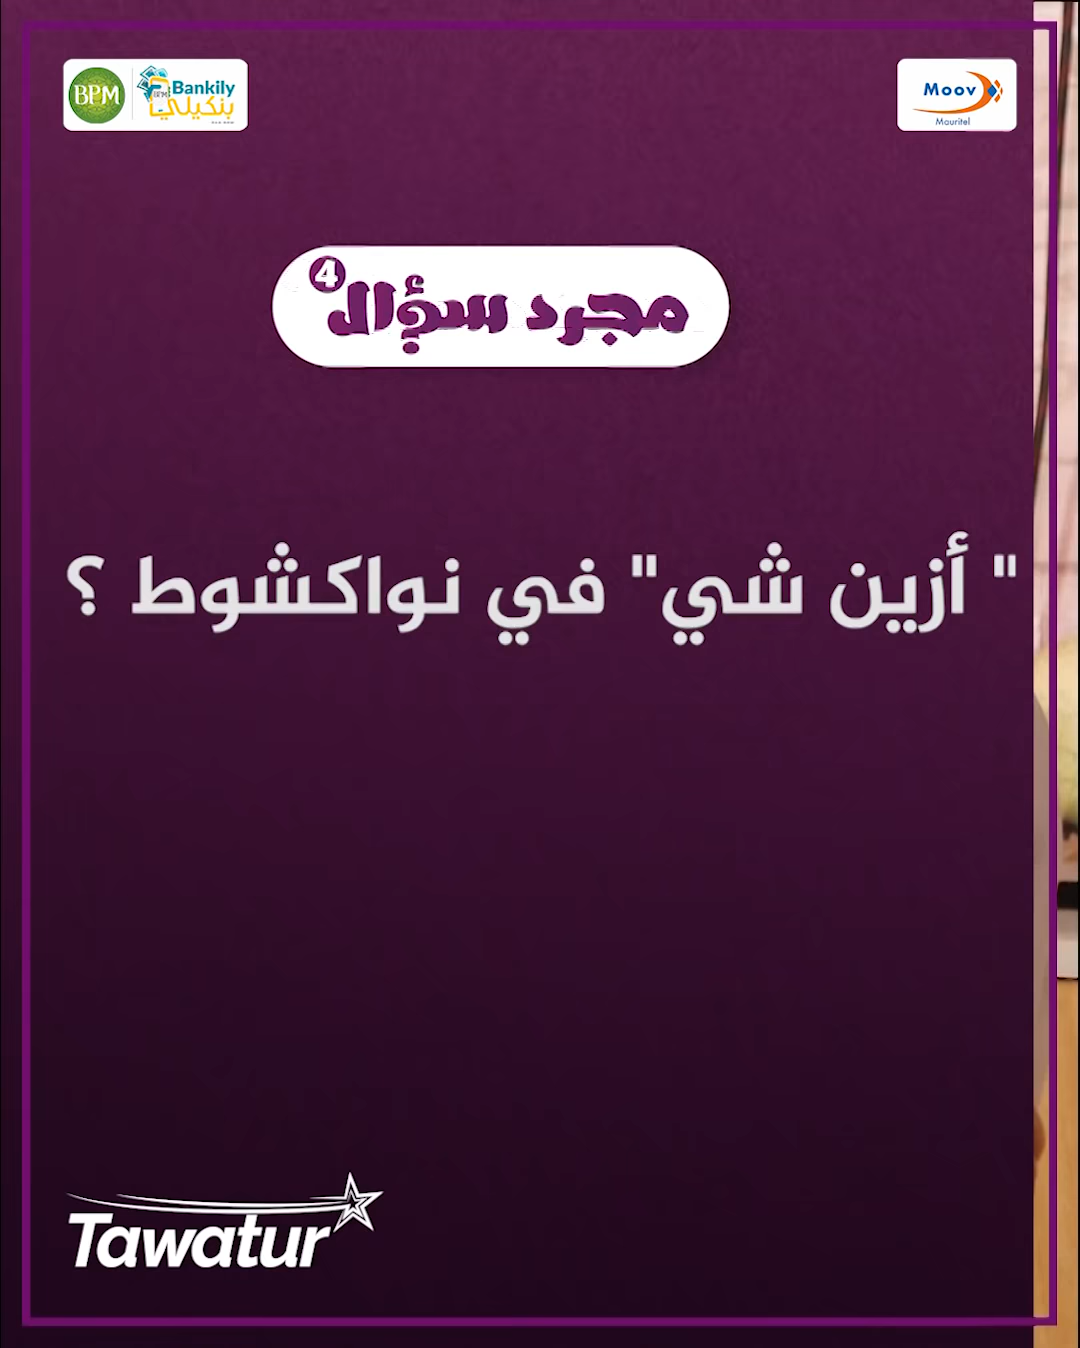 BPM
Bankily
بنكيلي
Moov
Mauritel
مجرد سؤال 4
" أزين شي" في نواكشوط ؟
Tawatur